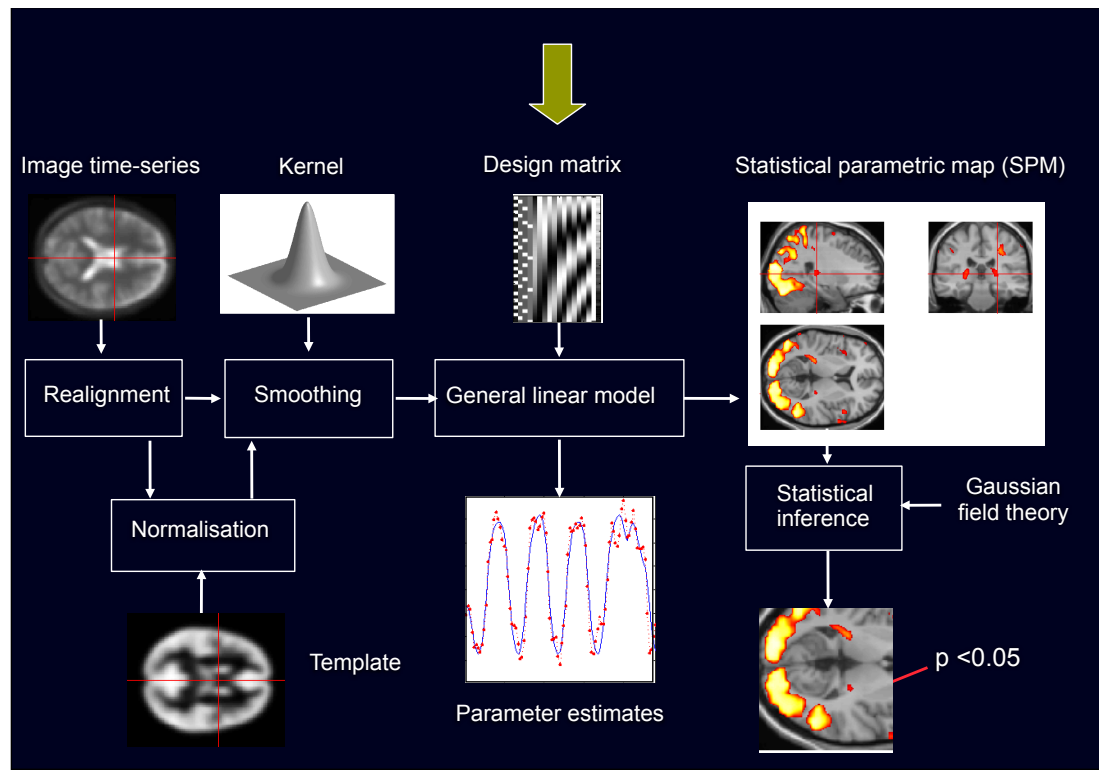 Image time-series
Kernel
Design matrix
Statistical parametric map (SPM)
Realignment
Smoothing
General linear model
Normalisation
Statistical
inference
Gaussian
field theory
Template
Parameter estimates
p <0.05